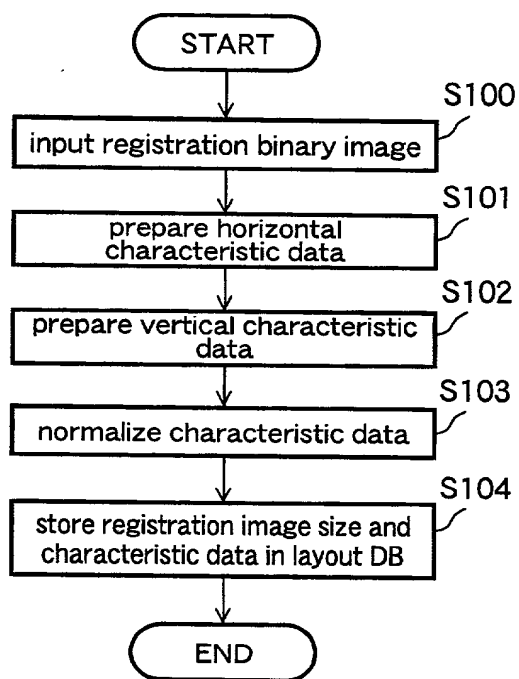 START
S100
input registration binary image
S101
prepare horizontal
characteristic data
S102
prepare vertical characteristic
data
S103
normalize characteristic data
S104
store registration image size and
characteristic data in layout DB
END